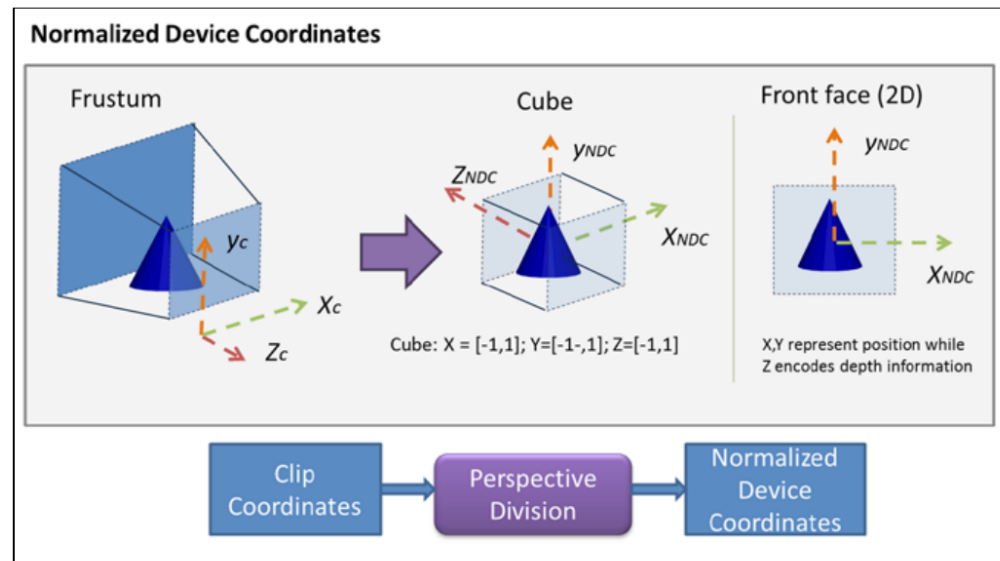 Normalized Device Coordinates
Frustum
Cube
Front face (2D)
yc
Xc
Zc
yNDC
ZNDC
XNDC
yNDC
XNDC
Cube: X = [-1,1]; Y=[-1-,1]; Z=[-1,1]
X,Y represent position while
Z encodes depth information
Clip
Coordinates
Perspective
Division
Normalized
Device
Coordinates